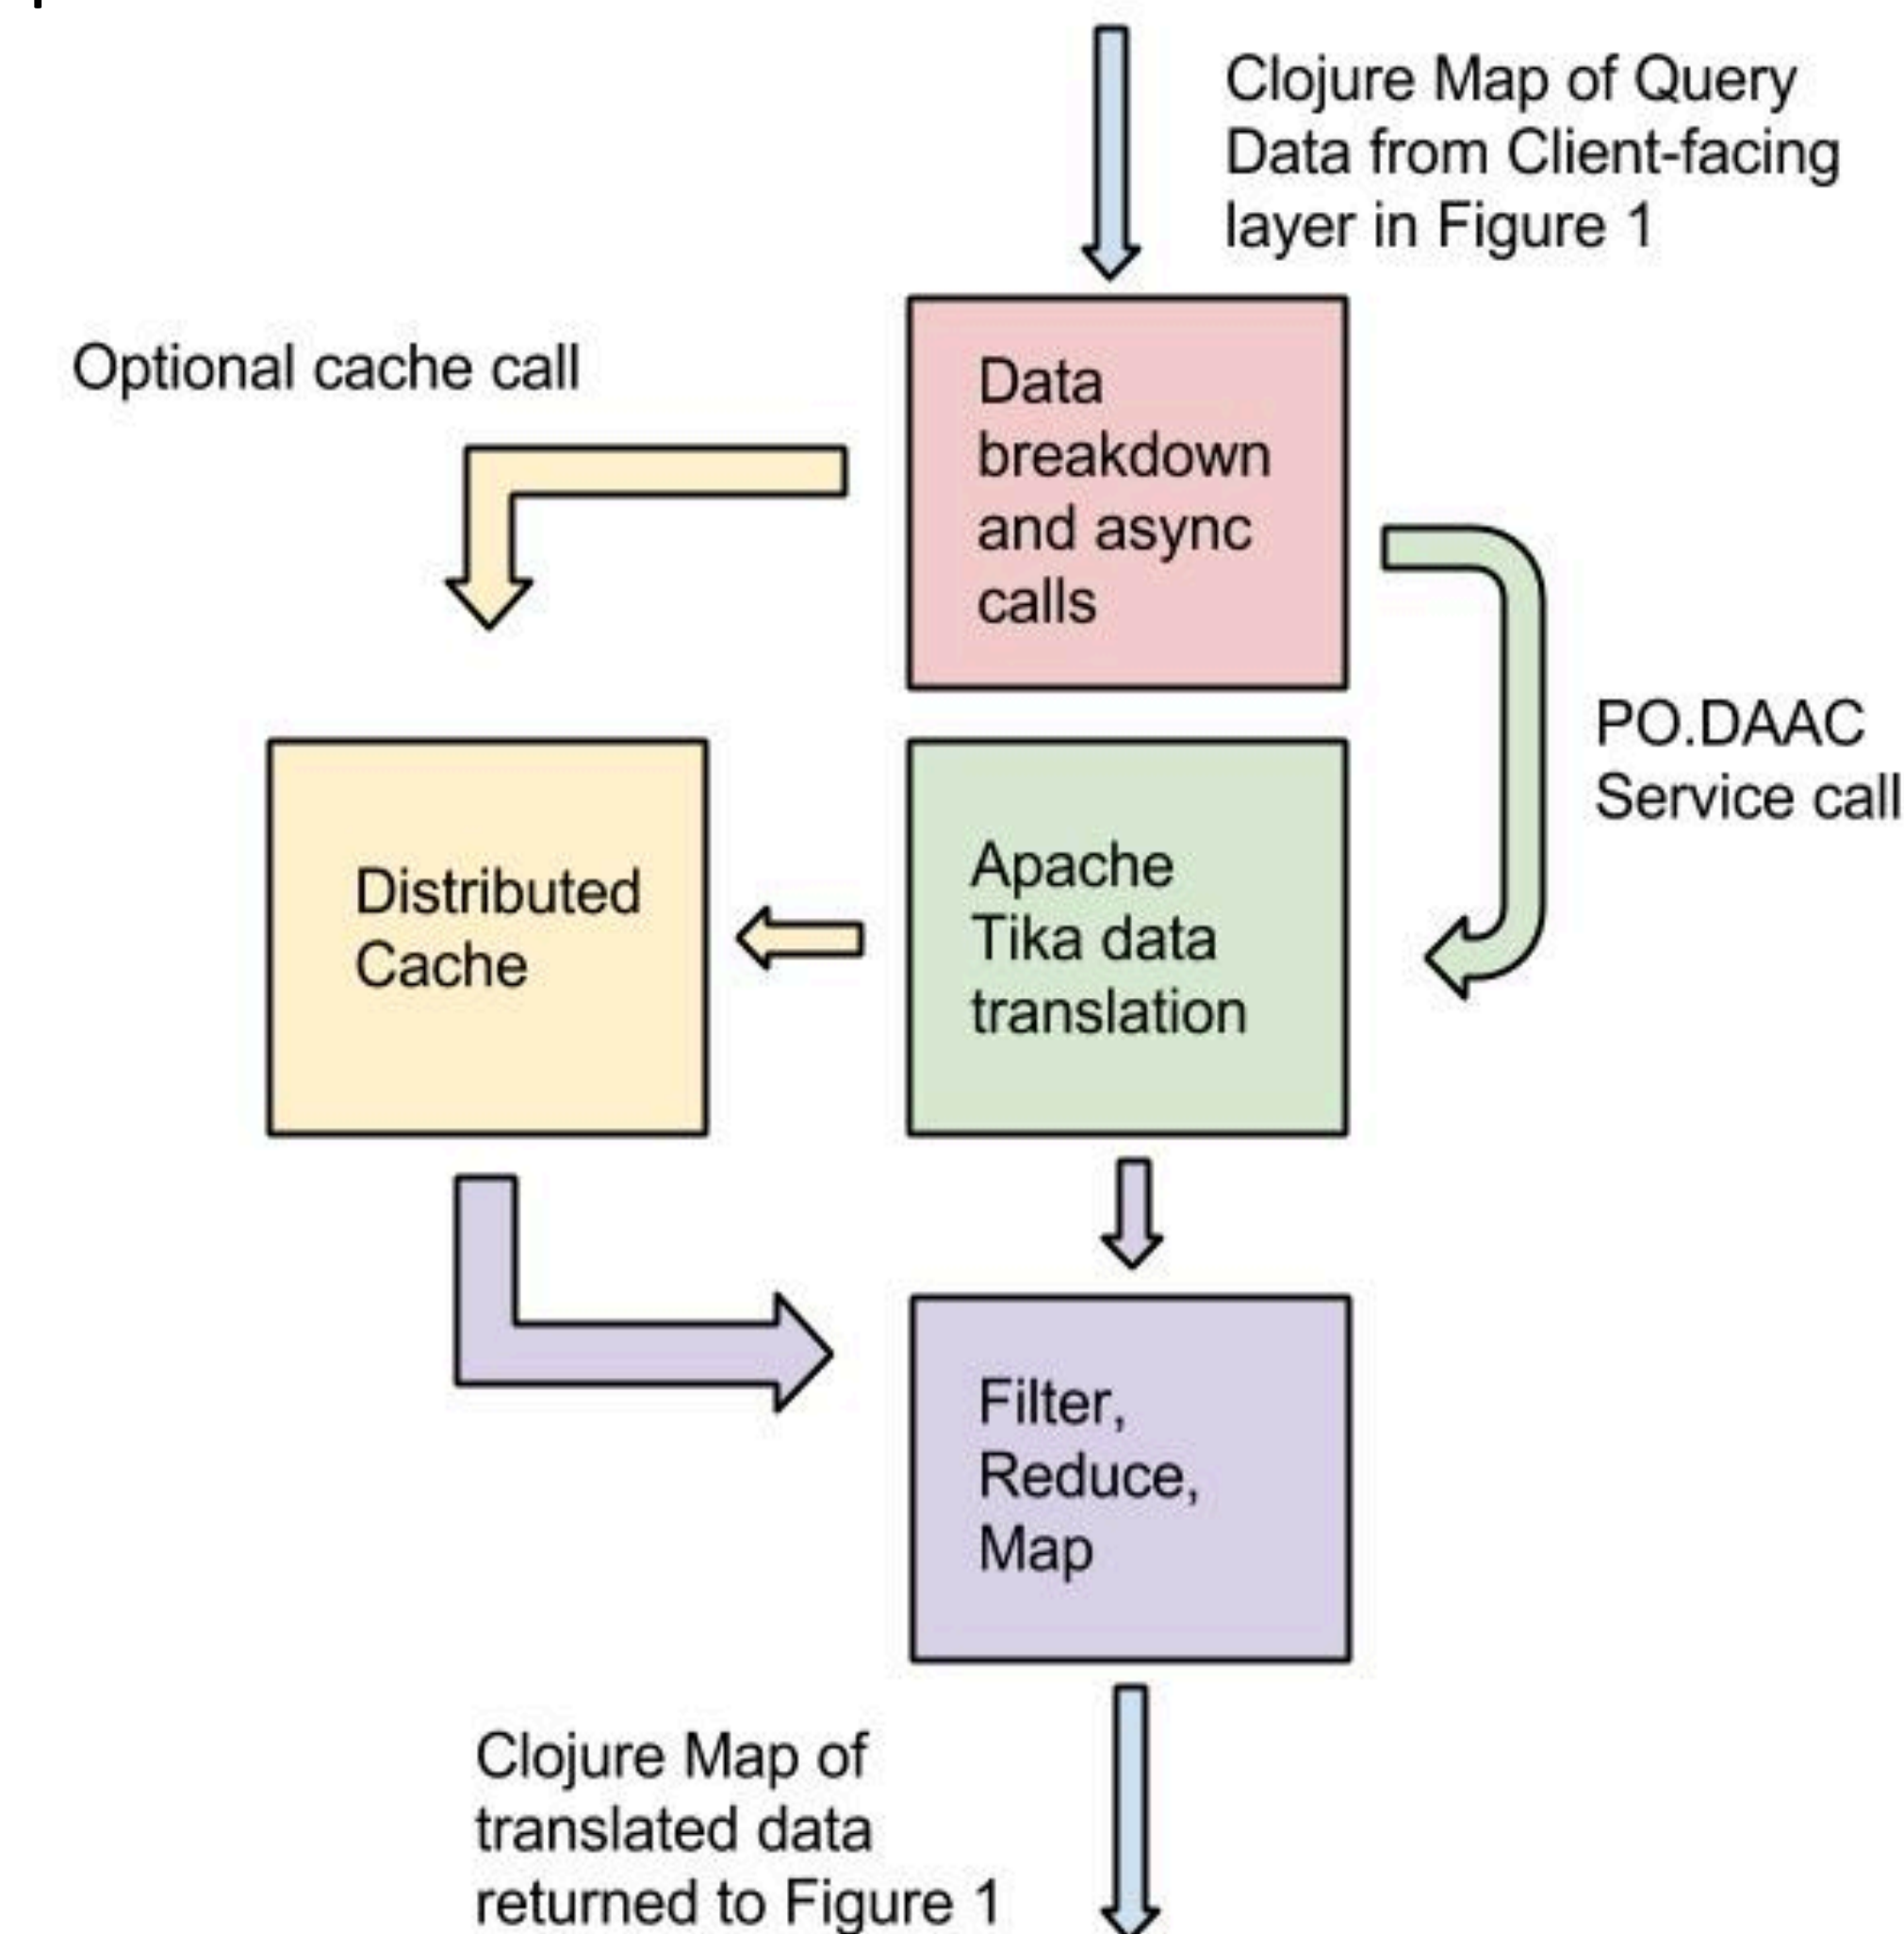 Clojure Map of Query
Data from Client-facing
layer in Figure 1
Optional cache call
Data
breakdown
and async
calls
PO.DAAC
Service call
Distributed
Cache
Apache
Tika data
translation
Filter,
Reduce,
Map
Clojure Map of
translated data
returned to Figure 1